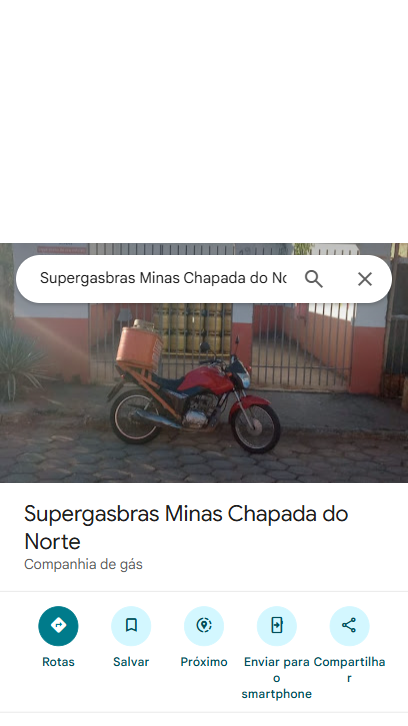 Supergasbras Minas Chapada do No
Supergasbras Minas Chapada do
Norte
Companhia de gás
Rotas
Salvar
Próximo
Enviar para
o
smartphone
Compartilha
r